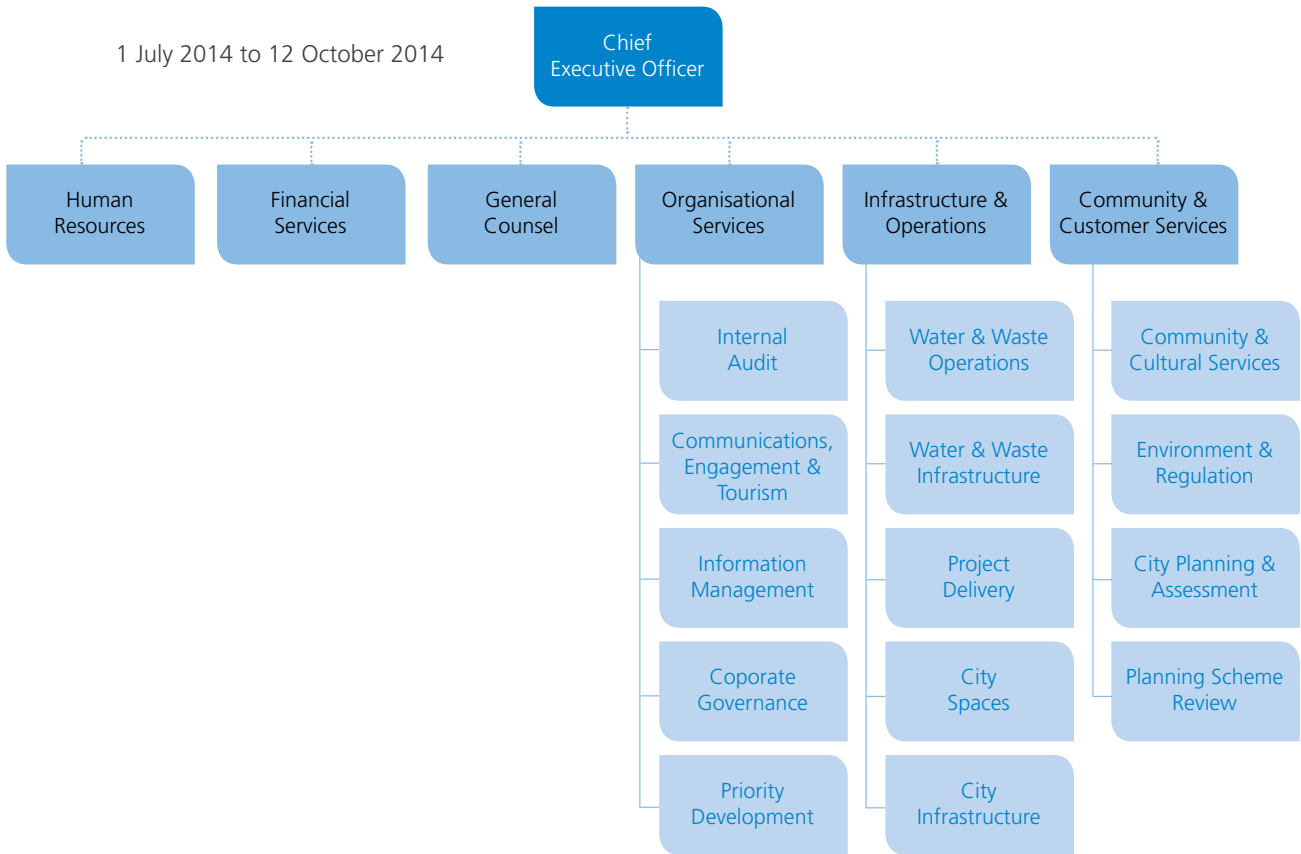 1 July 2014 to 12 October 2014
Chief
Executive Officer
Human
Resources
Financial
Services
General
Counsel
Organisational
Services
Infrastructure &
Operations
Community &
Customer Services
Internal
Audit
Communications,
Engagement &
Tourism
Information
Management
Coporate
Governance
Priority
Development
Water & Waste
Operations
Water & Waste
Infrastructure
Project
Delivery
City
Spaces
City
Infrastructure
Community &
Cultural Services
Environment &
Regulation
City Planning &
Assessment
Planning Scheme
Review